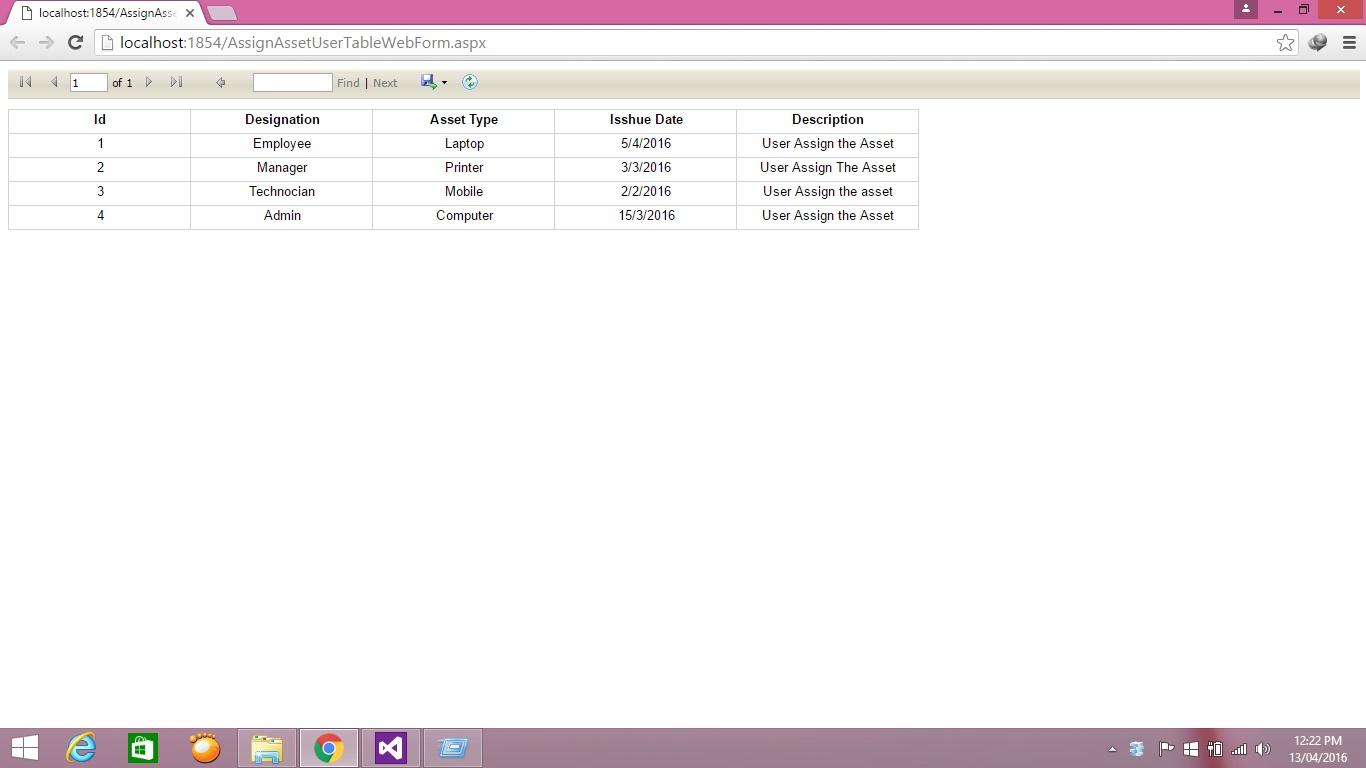 localhost:1854/AssignAsse
localhost:1854/AssignAssetUserTableWebForm.aspx
1 of 1 Find | Next
Id Designation Asset Type Isshue Date Description
1 Employee Laptop 5/4/2016 User Assign the Asset
2 Manager Printer 3/3/2016 User Assign The Asset
3 Technocian Mobile 2/2/2016 User Assign the asset
4 Admin Computer 15/3/2016 User Assign the Asset
12:22 PM
13/04/2016